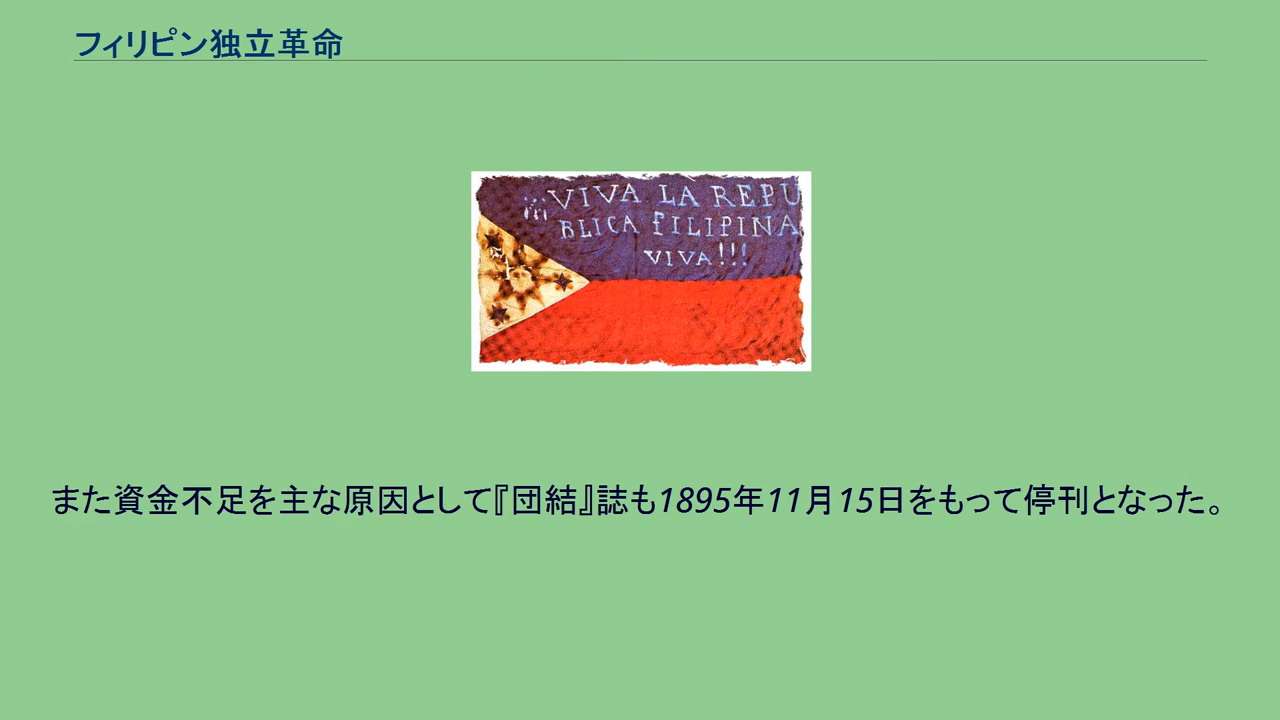 フィリピン独立革命
¡¡¡VIVA LA REPU
BLICA FILIPINA
VIVA!!!
また資金不足を主な原因として『団結』誌も1895年11月15日をもって停刊となった。